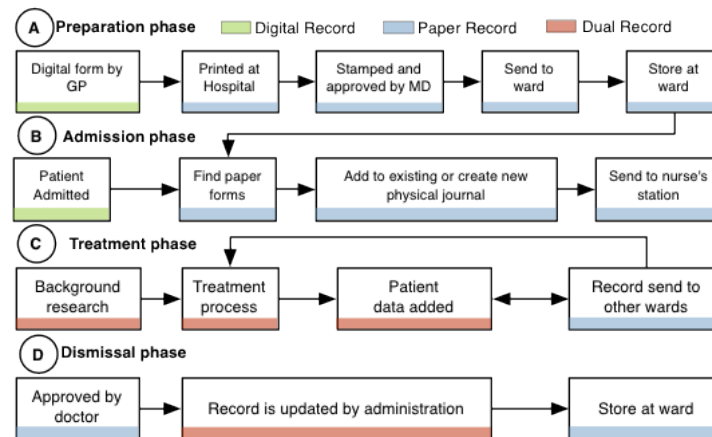 A Preparation phase Digital Record Paper Record Dual Record
Digital form by
GP
Printed at
Hospital
Stamped and
approved by MD
Send to
ward
Store at
ward
B Admission phase
Patient
Admitted
Find paper
forms
Add to existing or create new
physical journal
Send to nurse's
station
C Treatment phase
Background
research
Treatment
process
Patient
data added
Record send to
other wards
D Dismissal phase
Approved by
doctor
Record is updated by administration
Store at ward